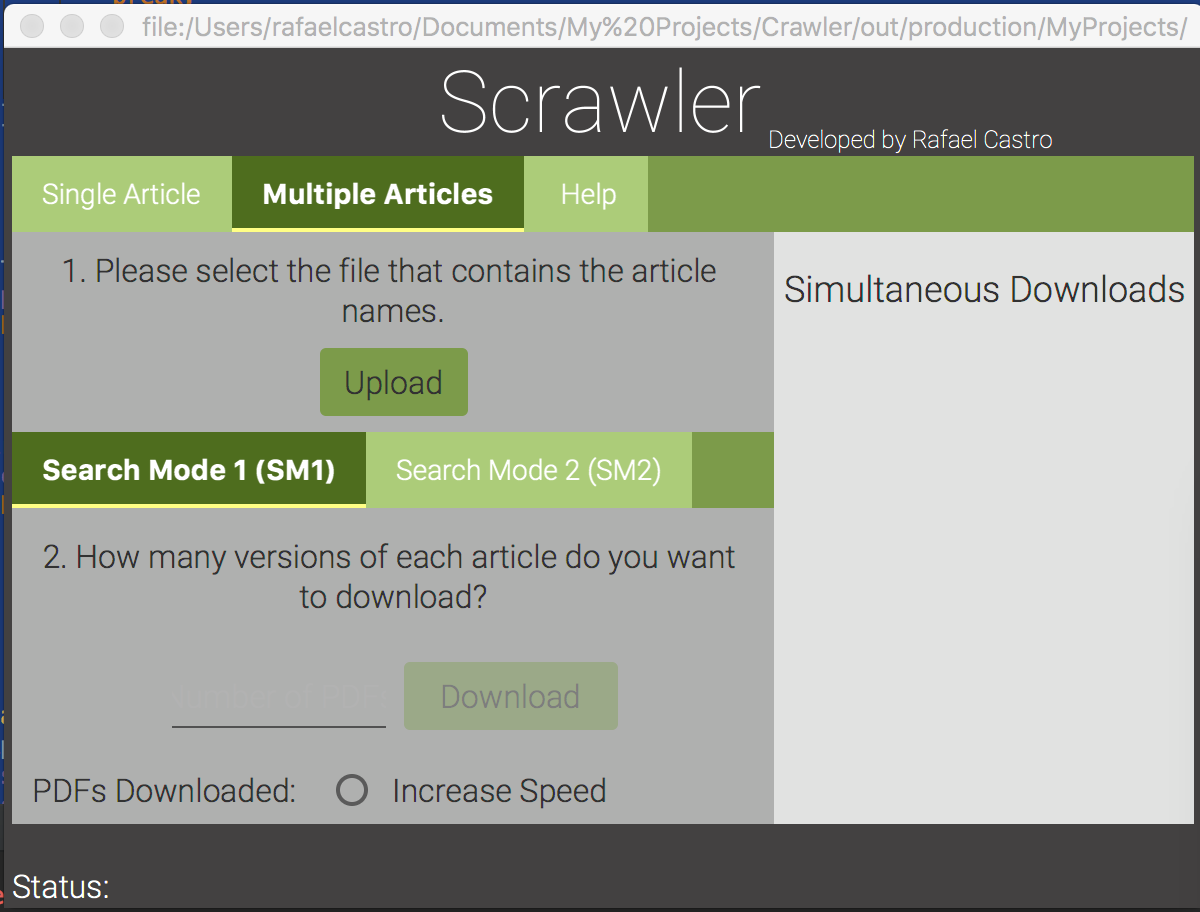 file:/Users/rafaelcastro/Documents/My%20Projects/Crawler/out/production/MyProjects/
Scrawler
Developed by Rafael Castro
Single Article
Multiple Articles
Help
1. Please select the file that contains the article
names.
Upload
Simultaneous Downloads
Search Mode 1 (SM1)
Search Mode 2 (SM2)
2. How many versions of each article do you want
to download?
Download
PDFs Downloaded:
Increase Speed
Status: